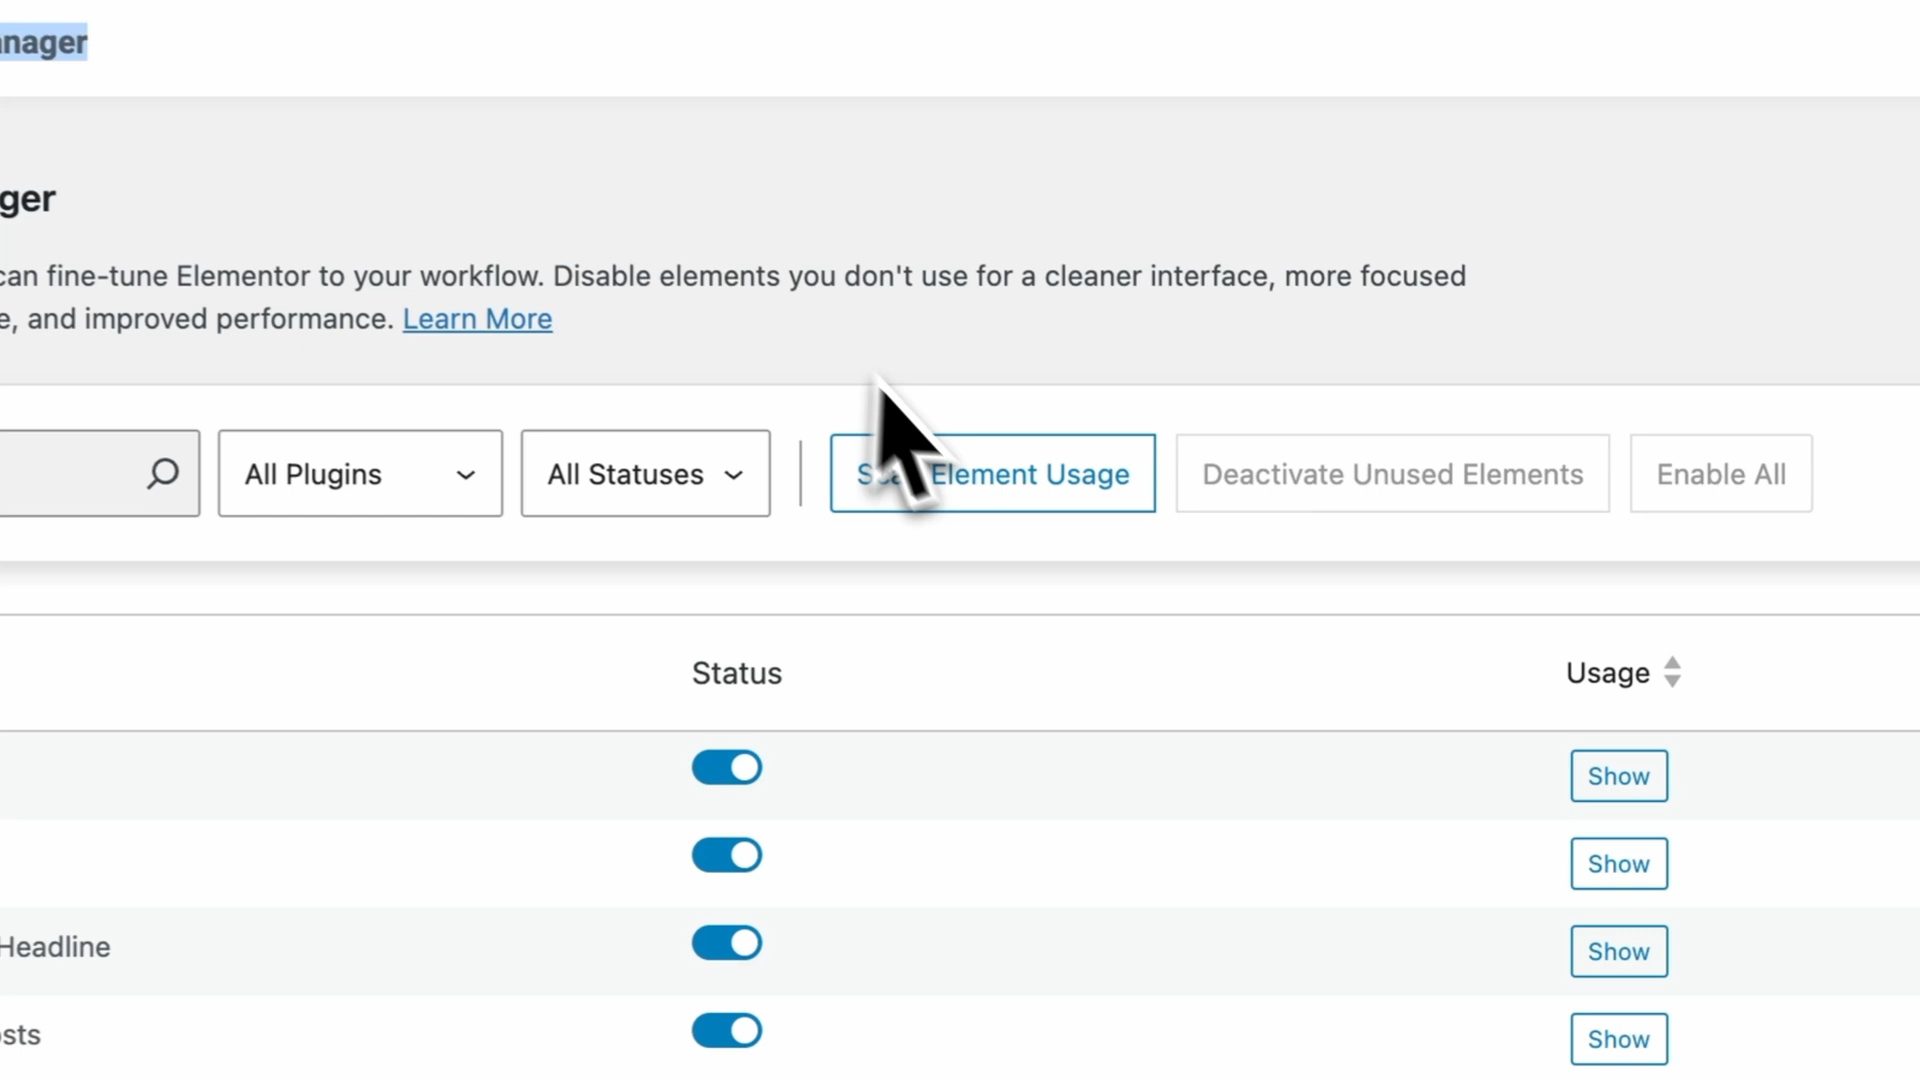 anager
ger
can fine-tune Elementor to your workflow. Disable elements you don't use for a cleaner interface, more focused
e, and improved performance. Learn More
All Plugins
All Statuses
Element Usage
Deactivate Unused Elements
Enable All
Status
Usage
Show
Show
Headline
Show
osts
Show